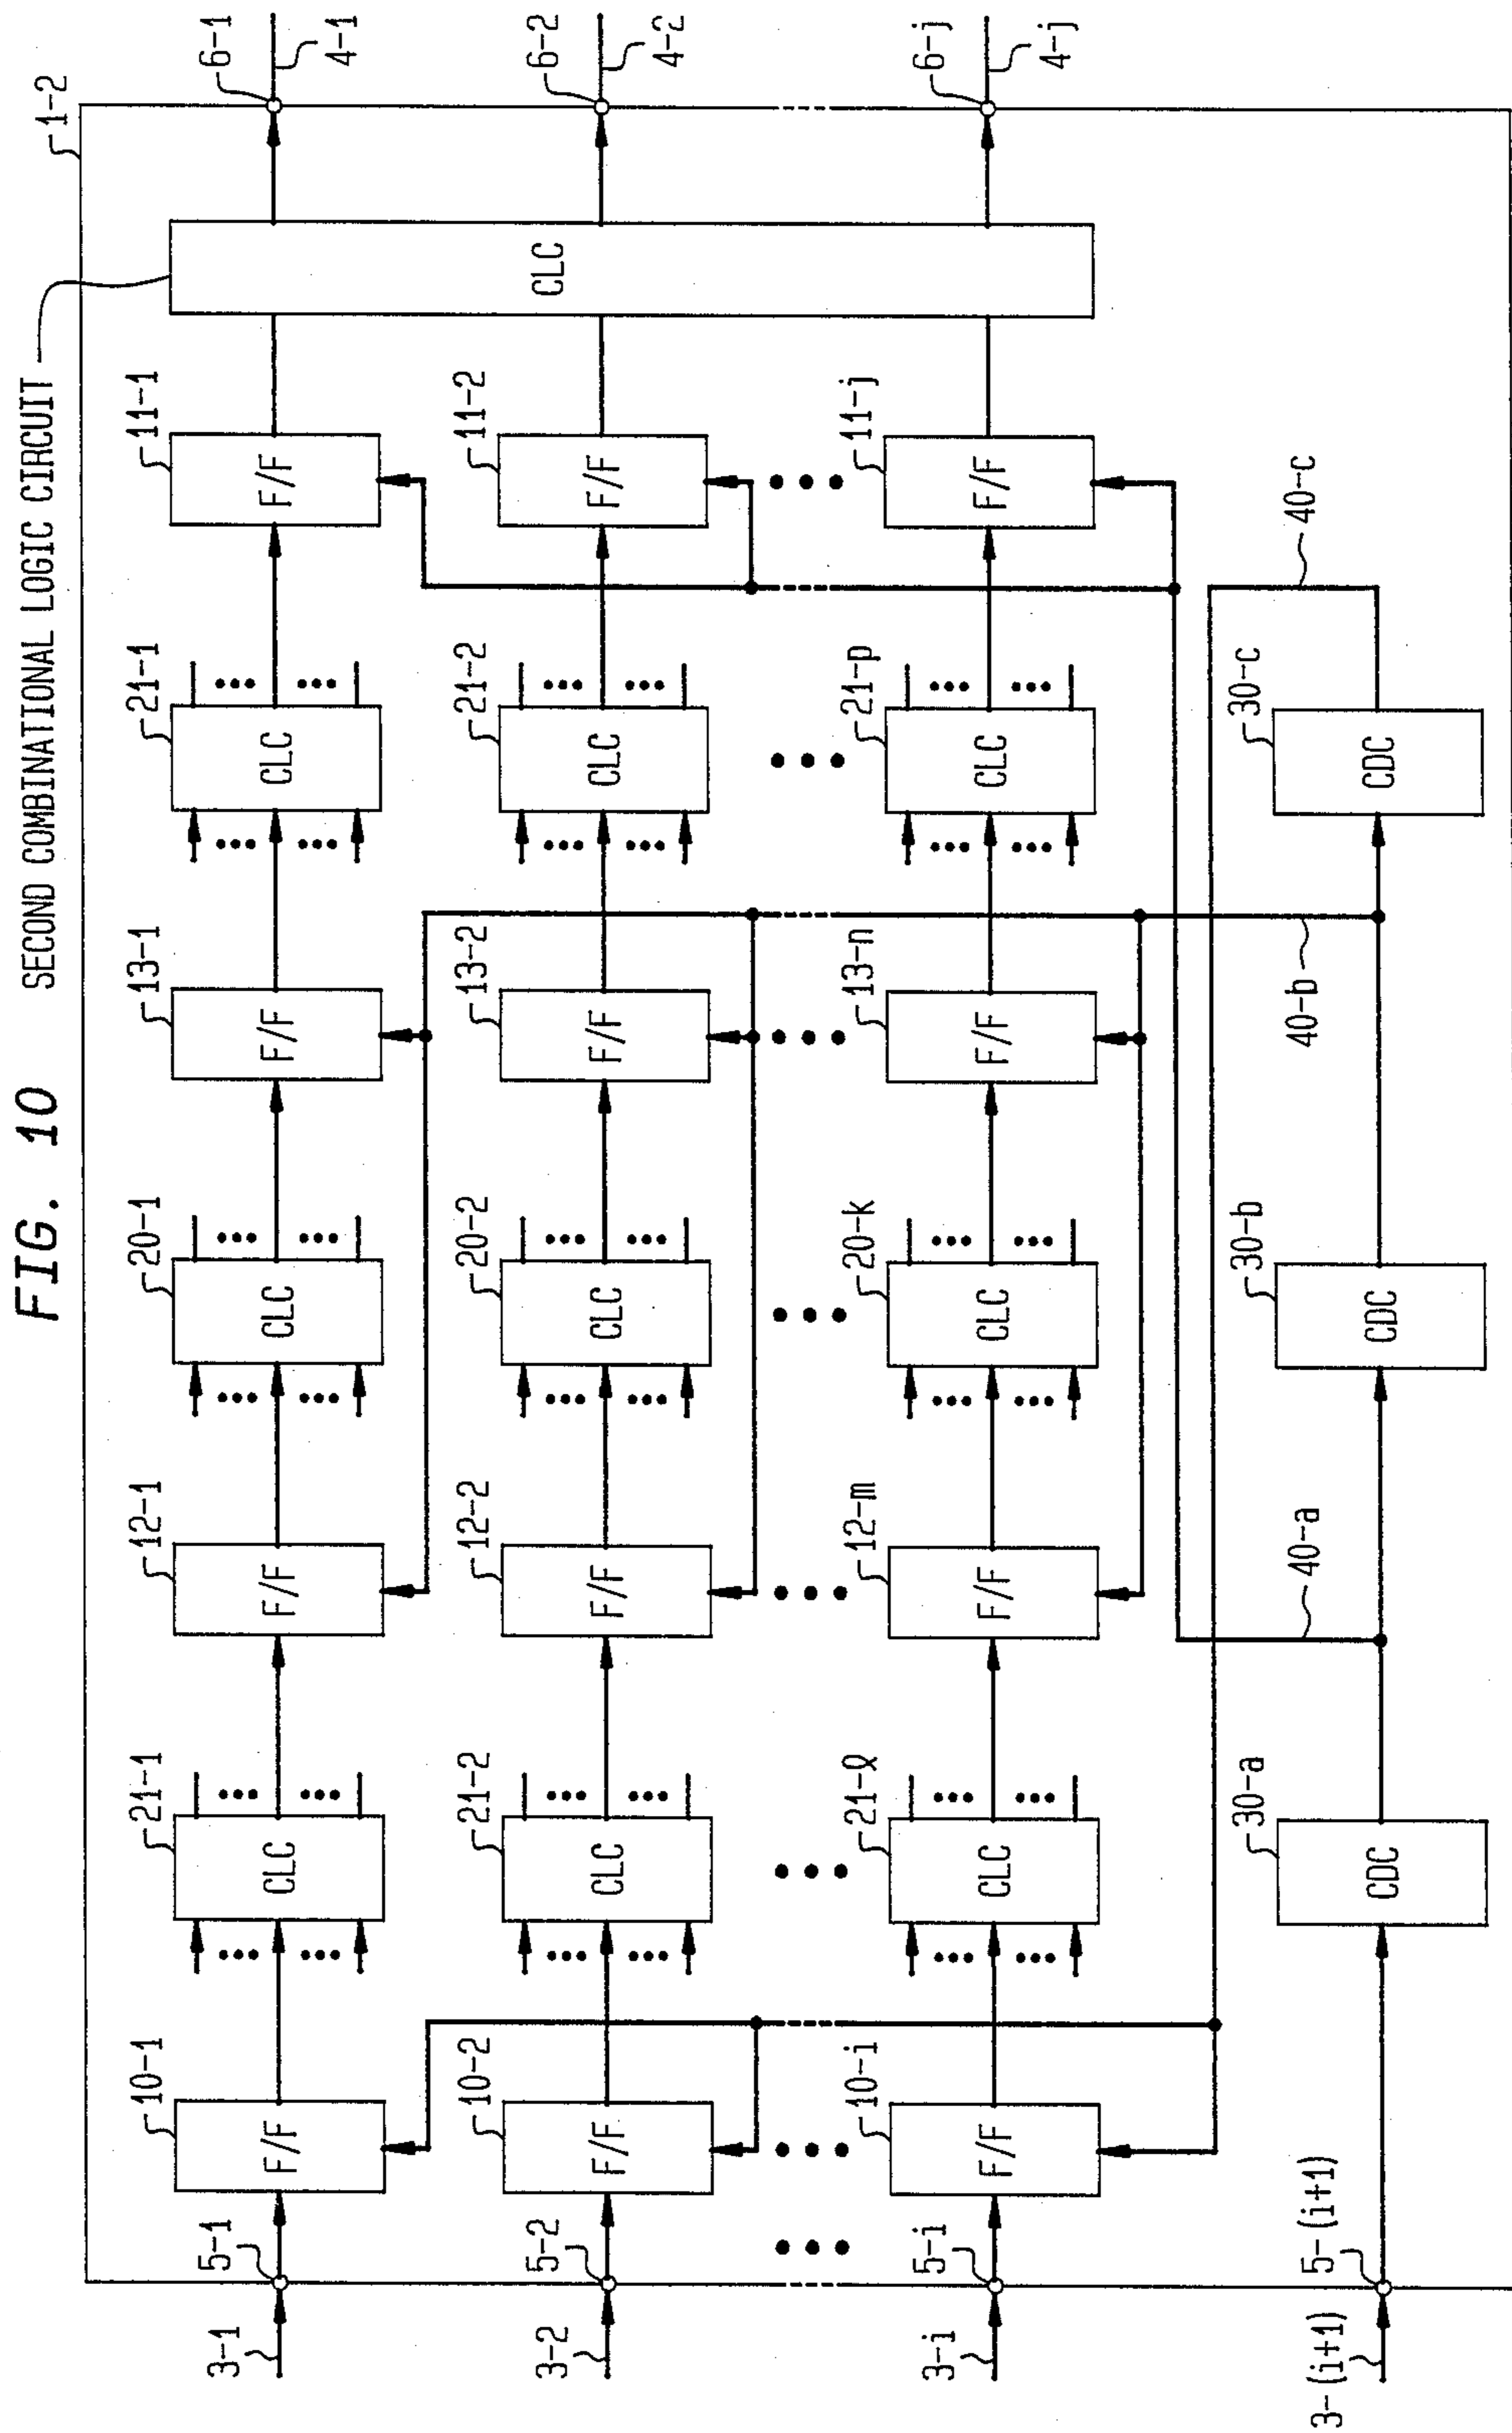 FIG. 10
SECOND COMBINATIONAL LOGIC CIRCUIT
1-2
10-1
21-1
12-1
20-1
13-1
21-1
11-1
6-1
3-1
5-1
F/F
CLC
F/F
CLC
F/F
CLC
F/F
4-1
10-2
21-2
12-2
20-2
13-2
21-2
11-2
6-2
3-2
5-2
F/F
CLC
F/F
CLC
F/F
CLC
F/F
CLC
4-2
10-i
21-ℓ
12-m
20-k
13-n
21-p
11-j
6-j
3-i
5-i
F/F
CLC
F/F
CLC
F/F
CLC
F/F
4-j
30-a
40-a
30-b
40-b
30-c
40-c
3-(i+1)
5-(i+1)
CDC
CDC
CDC